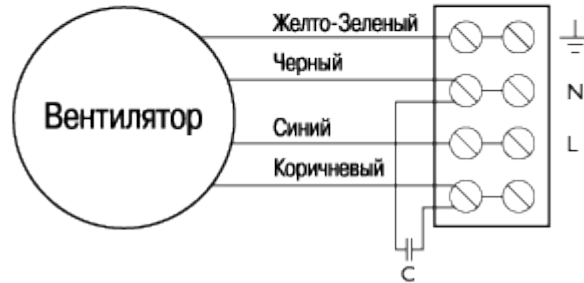 Желто-Зеленый
Черный
N
Вентилятор
Синий
L
Коричневый
C